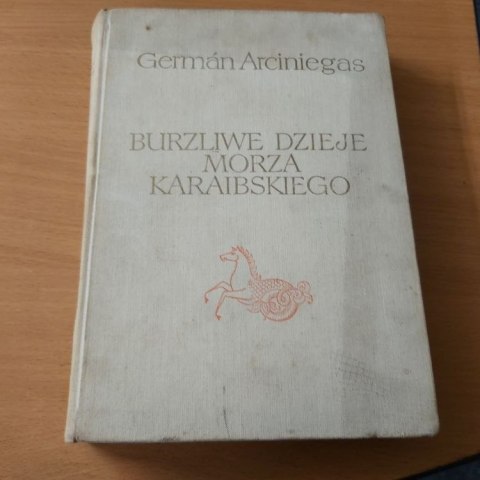 Germán Arciniegas
BURZLIWE DZIEJE
MORZA
KARAIBSKIEGO